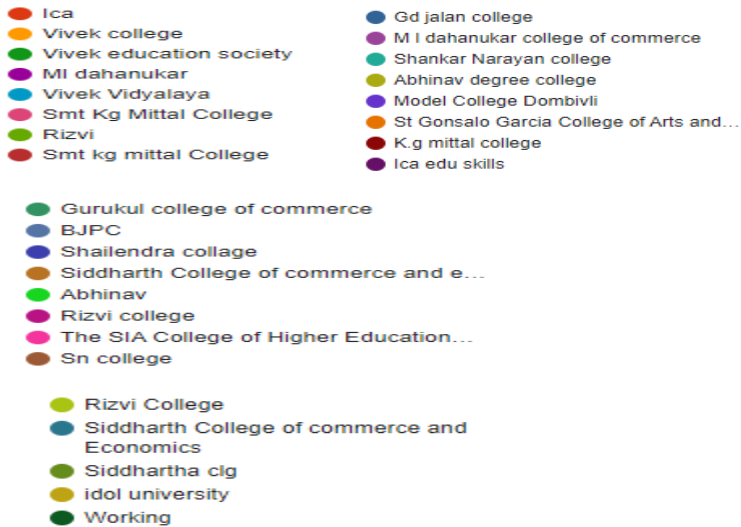 Ica
Vivek college
Vivek education society
Ml dahanukar
Vivek Vidyalaya
Smt Kg Mittal College
Rizvi
Smt kg mittal College
Gd jalan college
M l dahanukar college of commerce
Shankar Narayan college
Abhinav degree college
Model College Dombivli
St Gonsalo Garcia College of Arts and...
K.g mittal college
Ica edu skills
Gurukul college of commerce
BJPC
Shailendra collage
Siddharth College of commerce and e...
Abhinav
Rizvi college
The SIA College of Higher Education...
Sn college
Rizvi College
Siddharth College of commerce and
Economics
Siddhartha clg
idol university
Working